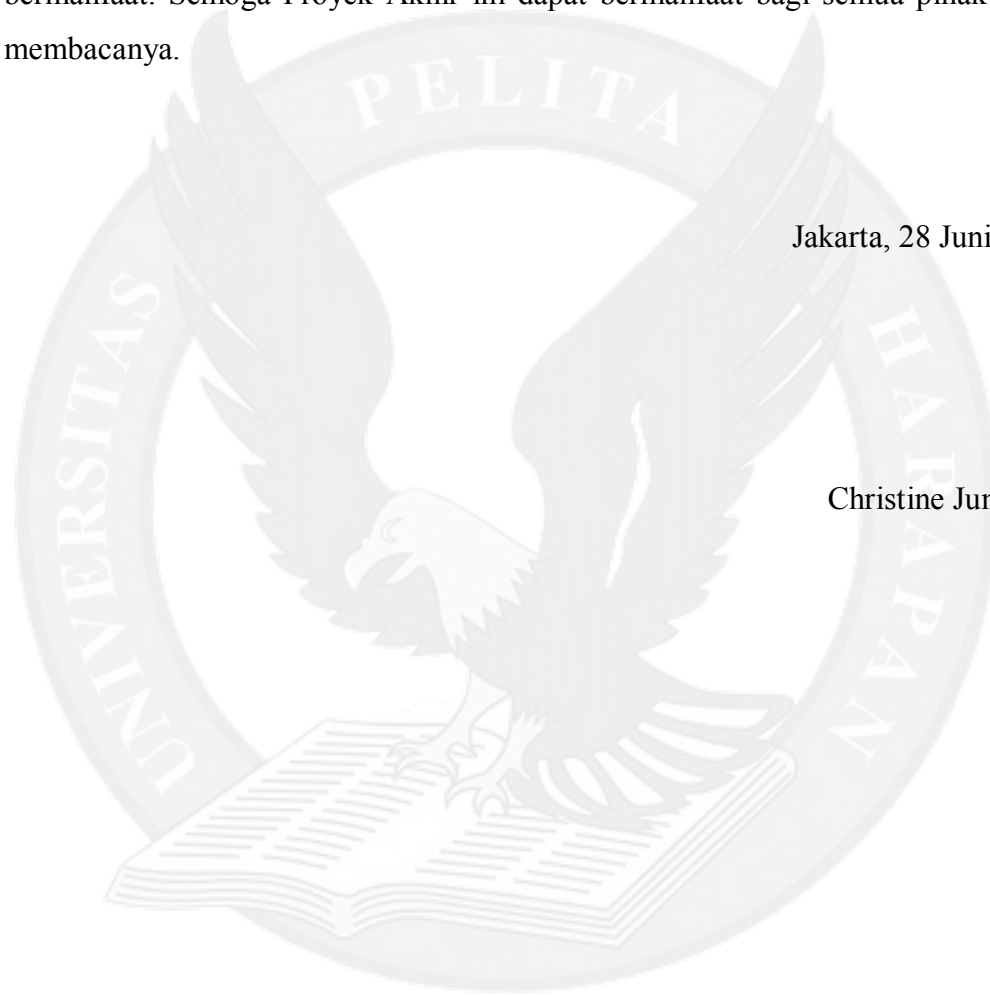 bermanfaat. Semoga Proyek Akhir ini dapat bermanfaat bagi semua pihak
membacanya.
PELITA
UNIVERSITAS
HARAPAN
Jakarta, 28 Juni
Christine Jun